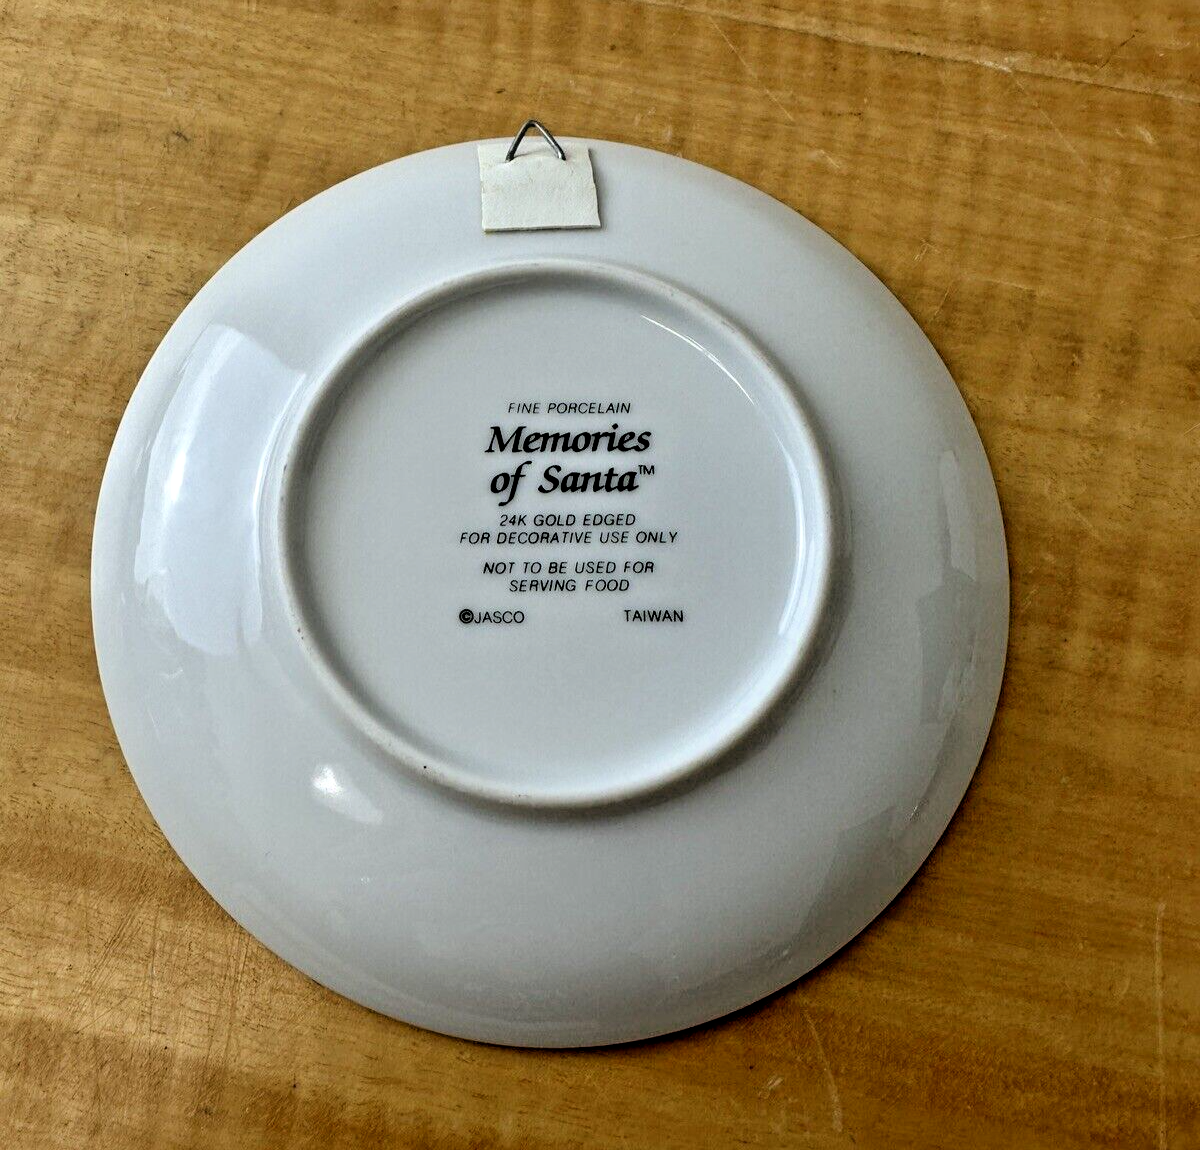 FINE PORCELAIN
Memories
of Santa™
24K GOLD EDGED
FOR DECORATIVE USE ONLY
NOT TO BE USED FOR
SERVING FOOD
©JASCO TAIWAN